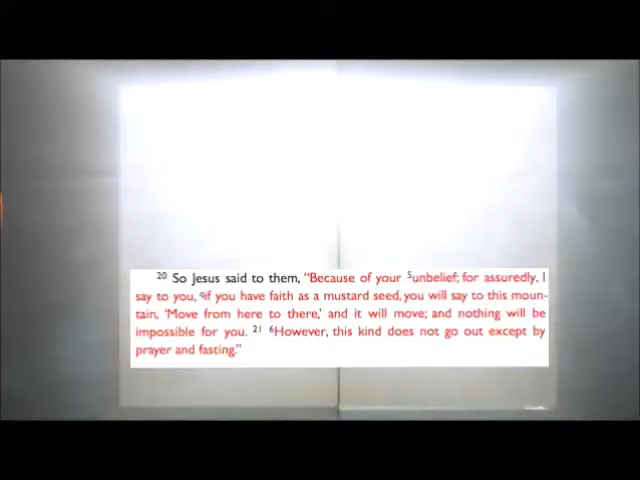 20 So Jesus said to them, “Because of your 5unbelief; for assuredly, I
say to you, qif you have faith as a mustard seed, you will say to this moun-
tain, ‘Move from here to there,’ and it will move; and nothing will be
impossible for you. 21 6However, this kind does not go out except by
prayer and fasting.”